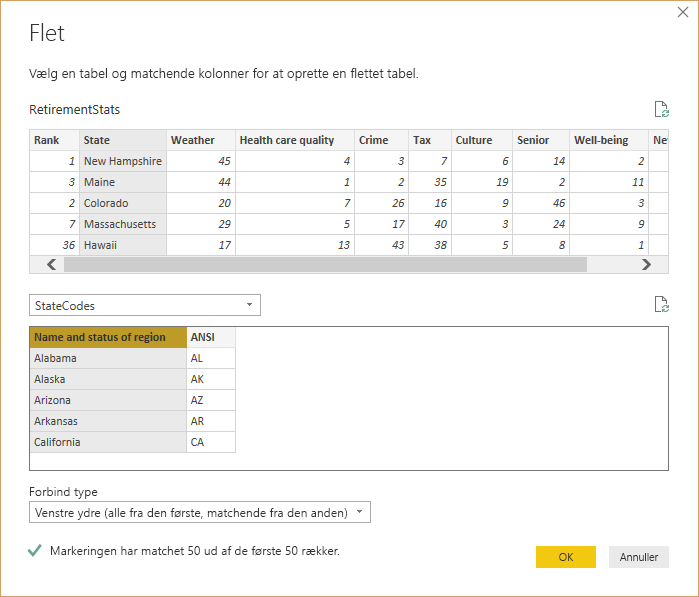 Flet
Vælg en tabel og matchende kolonner for at oprette en flettet tabel.
RetirementStats
Rank State Weather Health care quality Crime Tax Culture Senior Well-being Ne
1 New Hampshire 45 4 3 7 6 14 2
3 Maine 44 1 2 35 19 2 11
2 Colorado 20 7 26 16 9 46 3
7 Massachusetts 29 5 17 40 3 24 9
36 Hawaii 17 13 43 38 5 8 1
StateCodes
Name and status of region ANSI
Alabama AL
Alaska AK
Arizona AZ
Arkansas AR
California CA
Forbind type
Venstre ydre (alle fra den første, matchende fra den anden)
Markeringen har matchet 50 ud af de første 50 rækker.
OK Annuller